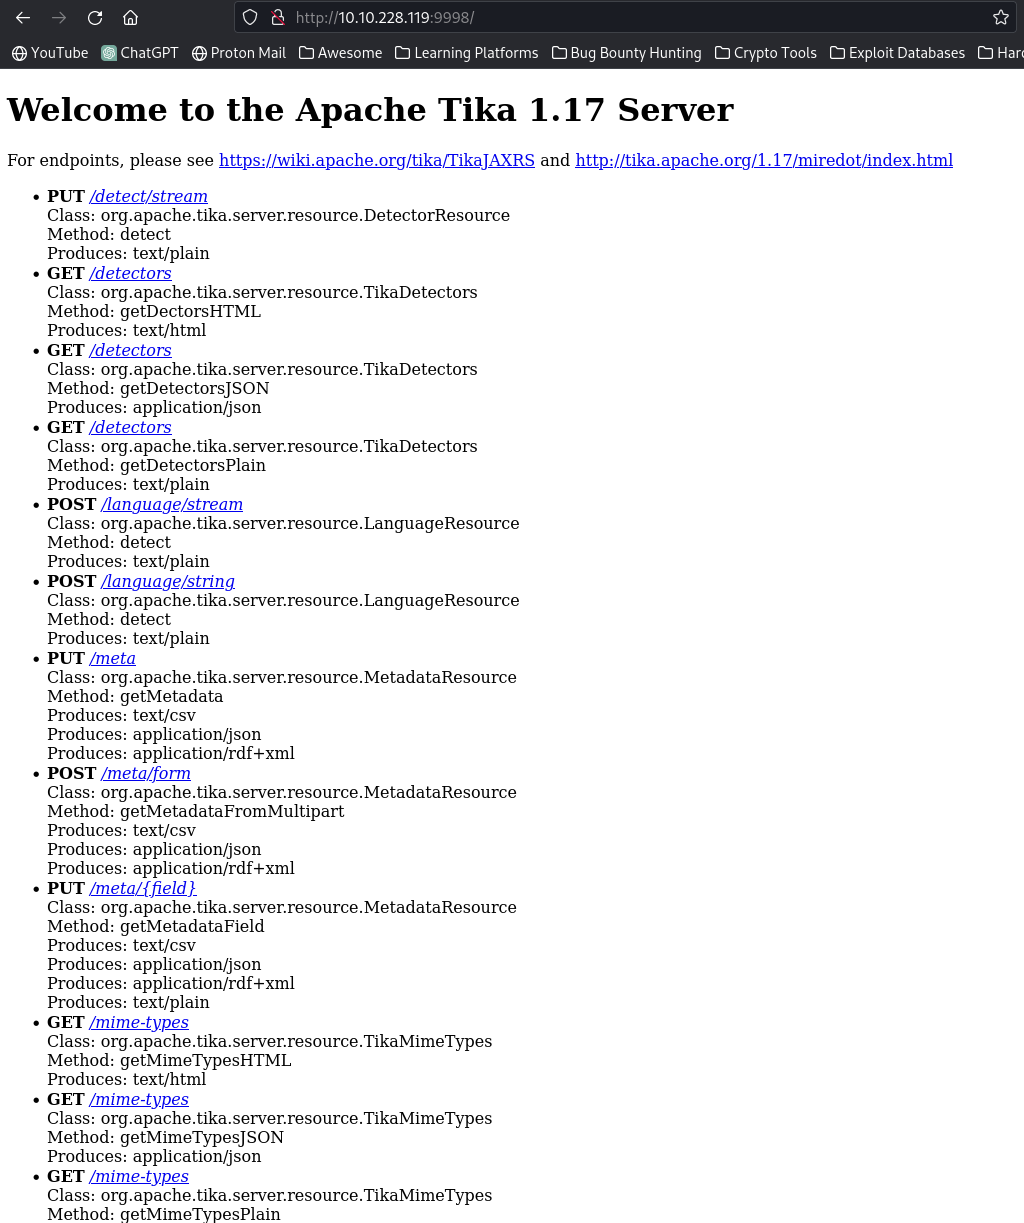 http://10.10.228.119:9998/
YouTube ChatGPT Proton Mail Awesome Learning Platforms Bug Bounty Hunting Crypto Tools Exploit Databases Hard
Welcome to the Apache Tika 1.17 Server
For endpoints, please see https://wiki.apache.org/tika/TikaJAXRS and http://tika.apache.org/1.17/miredot/index.html
• PUT /detect/stream
Class: org.apache.tika.server.resource.DetectorResource
Method: detect
Produces: text/plain
• GET /detectors
Class: org.apache.tika.server.resource.TikaDetectors
Method: getDectorsHTML
Produces: text/html
• GET /detectors
Class: org.apache.tika.server.resource.TikaDetectors
Method: getDetectorsJSON
Produces: application/json
• GET /detectors
Class: org.apache.tika.server.resource.TikaDetectors
Method: getDetectorsPlain
Produces: text/plain
• POST /language/stream
Class: org.apache.tika.server.resource.LanguageResource
Method: detect
Produces: text/plain
• POST /language/string
Class: org.apache.tika.server.resource.LanguageResource
Method: detect
Produces: text/plain
• PUT /meta
Class: org.apache.tika.server.resource.MetadataResource
Method: getMetadata
Produces: text/csv
Produces: application/json
Produces: application/rdf+xml
• POST /meta/form
Class: org.apache.tika.server.resource.MetadataResource
Method: getMetadataFromMultipart
Produces: text/csv
Produces: application/json
Produces: application/rdf+xml
• PUT /meta/{field}
Class: org.apache.tika.server.resource.MetadataResource
Method: getMetadataField
Produces: text/csv
Produces: application/json
Produces: application/rdf+xml
Produces: text/plain
• GET /mime-types
Class: org.apache.tika.server.resource.TikaMimeTypes
Method: getMimeTypesHTML
Produces: text/html
• GET /mime-types
Class: org.apache.tika.server.resource.TikaMimeTypes
Method: getMimeTypesJSON
Produces: application/json
• GET /mime-types
Class: org.apache.tika.server.resource.TikaMimeTypes
Method: getMimeTypesPlain